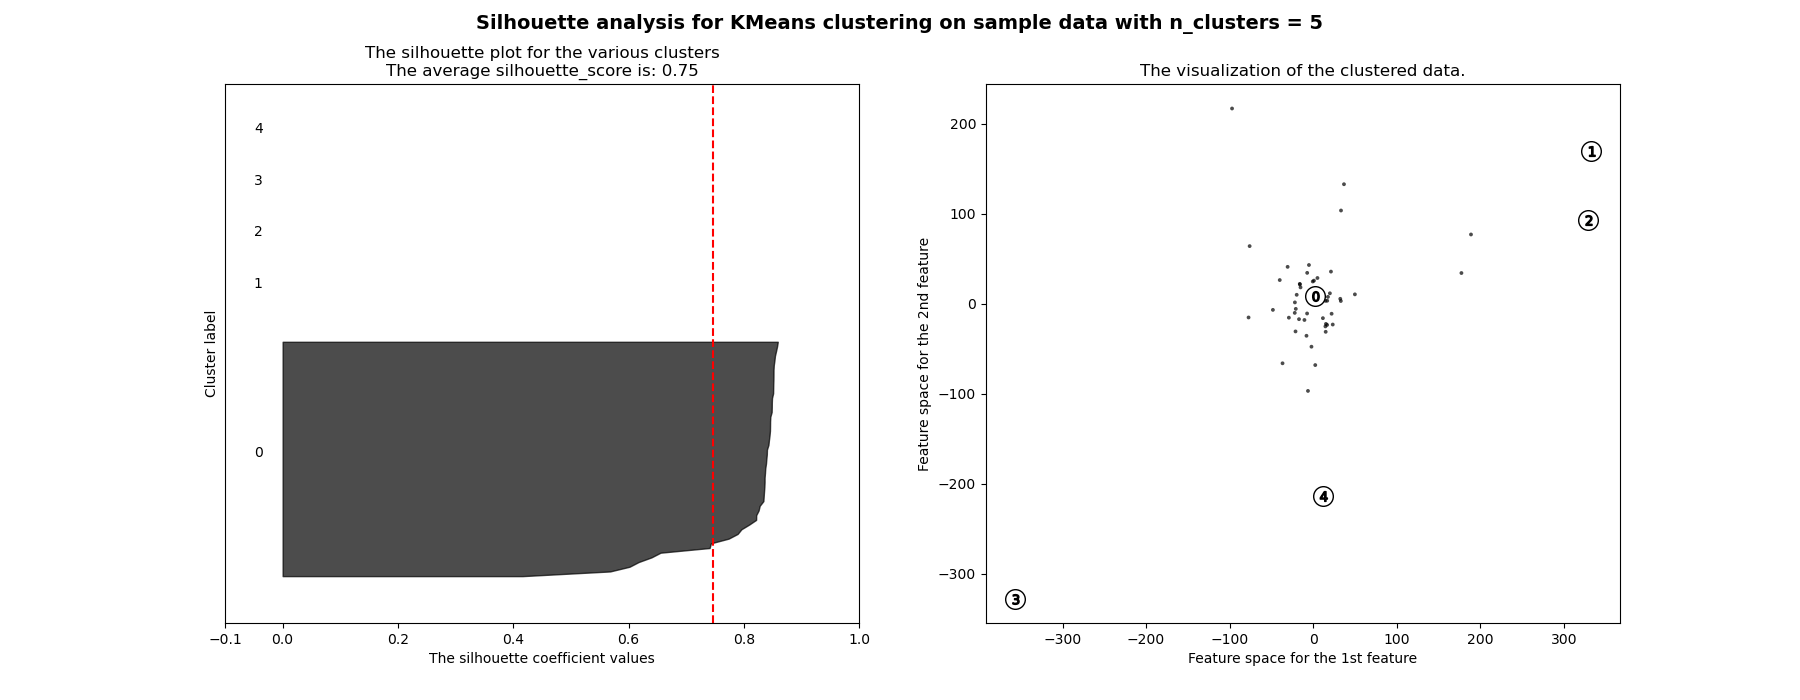 Silhouette analysis for KMeans clustering on sample data with n_clusters = 5
The silhouette plot for the various clusters
The average silhouette_score is: 0.75
4
3
2
1
0
Cluster label
−0.1 0.0 0.2 0.4 0.6 0.8 1.0
The silhouette coefficient values
The visualization of the clustered data.
200
100
0
−100
−200
−300
Feature space for the 2nd feature
1
2
0
4
3
−300 −200 −100 0 100 200 300
Feature space for the 1st feature